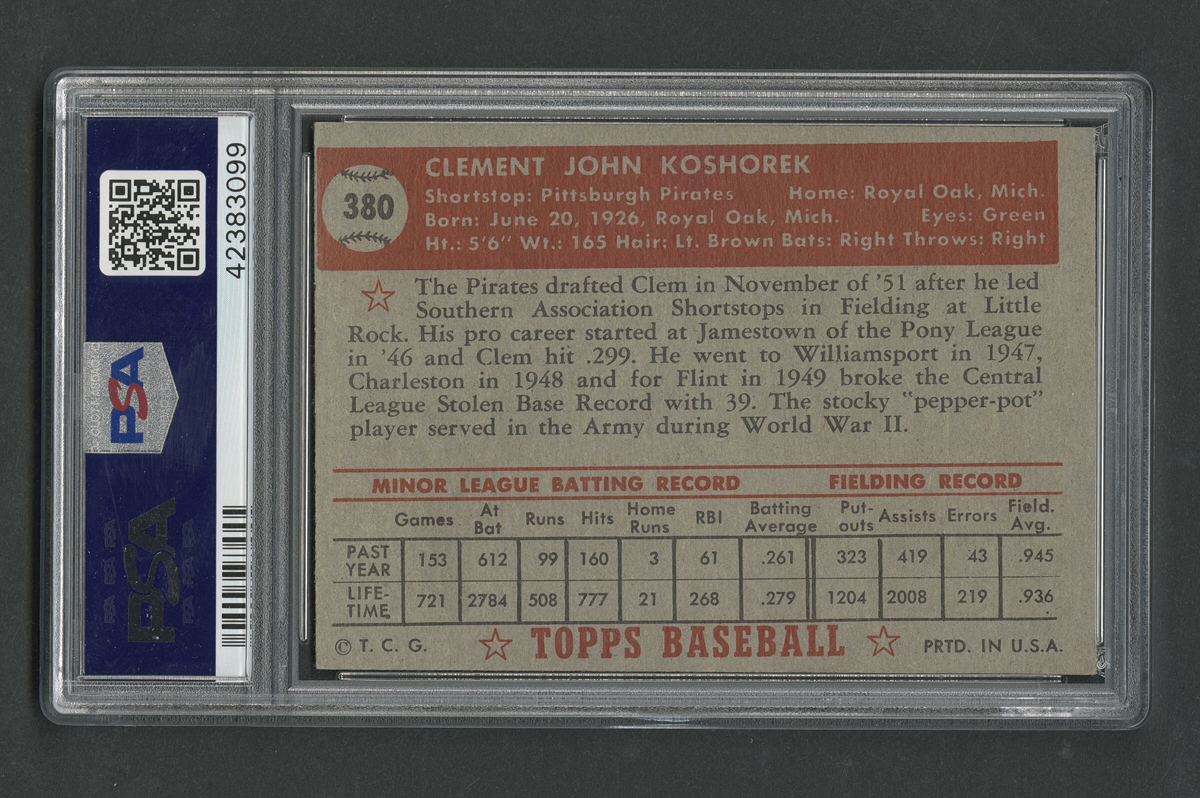 42383099
PSA
PSA
380
CLEMENT JOHN KOSHOREK
Shortstop: Pittsburgh Pirates Home: Royal Oak, Mich.
Born: June 20, 1926, Royal Oak, Mich. Eyes: Green
Ht.: 5'6" Wt.: 165 Hair: Lt. Brown Bats: Right Throws: Right
The Pirates drafted Clem in November of '51 after he led
Southern Association Shortstops in Fielding at Little
Rock. His pro career started at Jamestown of the Pony League
in '46 and Clem hit .299. He went to Williamsport in 1947,
Charleston in 1948 and for Flint in 1949 broke the Central
League Stolen Base Record with 39. The stocky "pepper-pot"
player served in the Army during World War II.
MINOR LEAGUE BATTING RECORD FIELDING RECORD
Games At Bat Runs Hits Home Runs RBI Batting Average Put-outs Assists Errors Field. Avg.
PAST YEAR 153 612 99 160 3 61 .261 323 419 43 .945
LIFE-TIME 721 2784 508 777 21 268 .279 1204 2008 219 .936
© T. C. G. TOPPS BASEBALL PRTD. IN U.S.A.